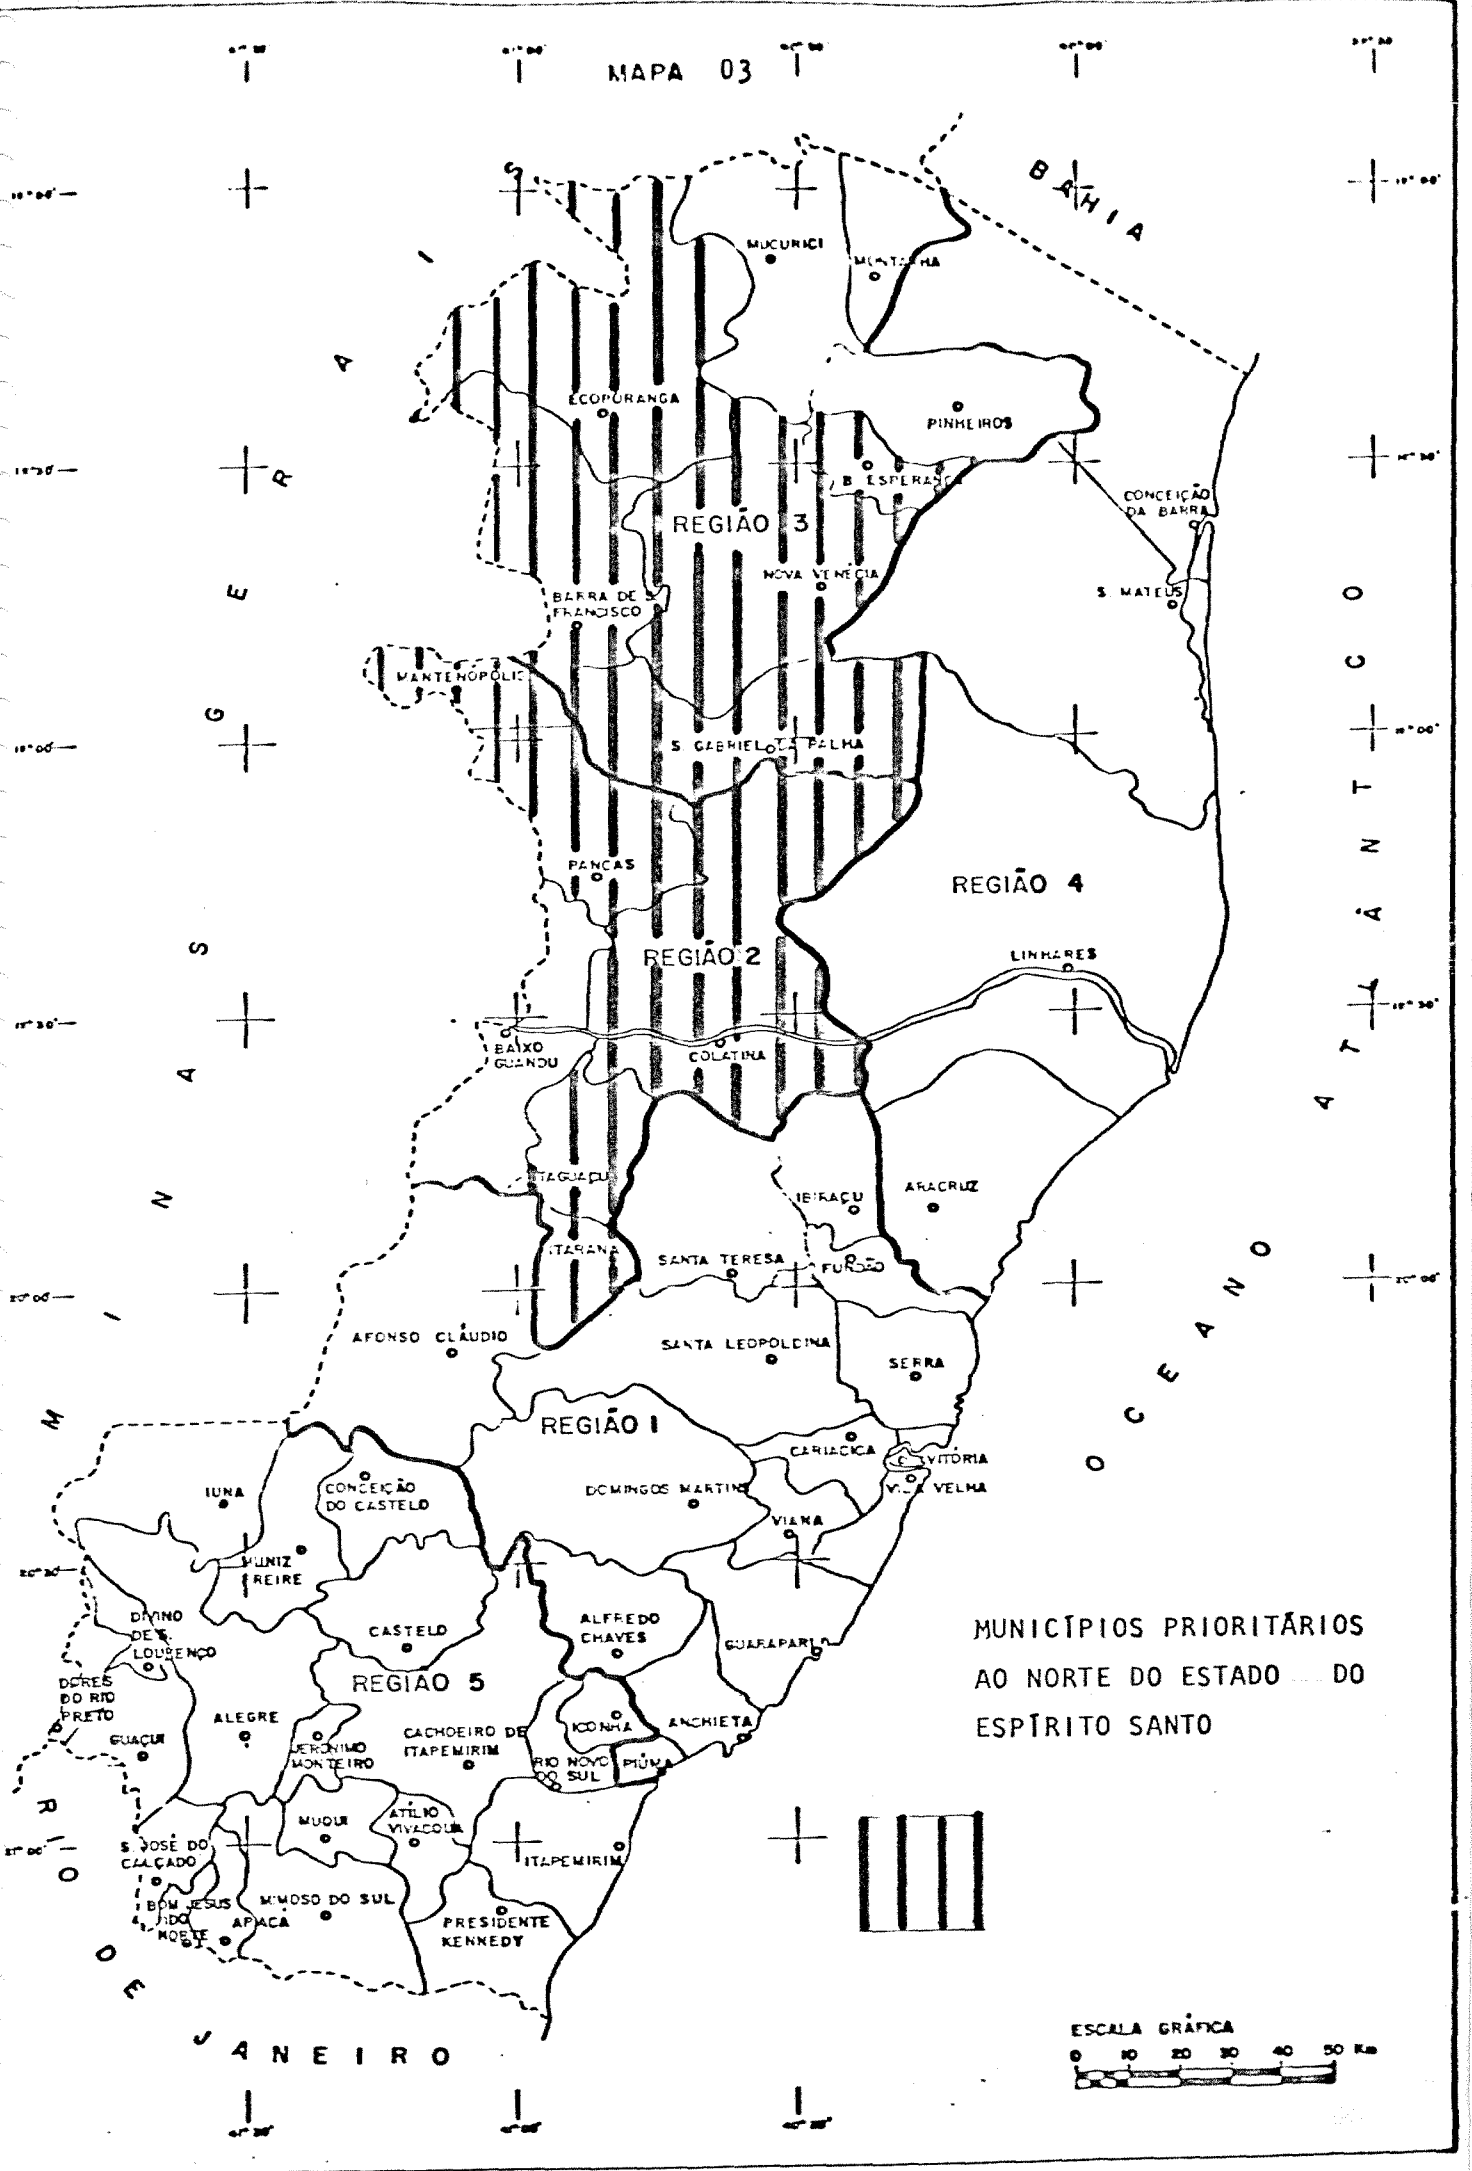 MAPA 03
BAHIA
MUCURICI
MONTANHA
ECOPORANGA
PINHEIROS
B. ESPERANÇA
CONCEIÇÃO
DA BARRA
REGIÃO 3
NOVA VENÉCIA
BARRA DE S.
FRANCISCO
S. MATEUS
MANTENÓPOLIS
S. GABRIEL DA PALHA
PANCAS
REGIÃO 4
REGIÃO 2
LINHARES
BAIXO
GUANDU
COLATINA
ITAGUAÇU
IBIRAÇU
ARACRUZ
ITARANA
SANTA TERESA
FUNDÃO
AFONSO CLÁUDIO
SANTA LEOPOLDINA
SERRA
REGIÃO 1
CARIACICA
VITÓRIA
VILA VELHA
CONCEIÇÃO
DO CASTELO
IUNA
DOMINGOS MARTINS
VIANA
MUNIZ
FREIRE
DIVINO
DE S.
LOURENÇO
CASTELO
ALFREDO
CHAVES
GUARAPARI
DORES
DO RIO
PRETO
REGIÃO 5
ALEGRE
GUAÇUI
JERÔNIMO
MONTEIRO
CACHOEIRO DE
ITAPEMIRIM
ICONHA
ANCHIETA
RIO NOVO
DO SUL
PIÚMA
MUQUI
ATÍLIO
VIVACQUA
S. JOSÉ DO
CALÇADO
ITAPEMIRIM
BOM JESUS
DO
NORTE
APACÁ
MIMOSO DO SUL
PRESIDENTE
KENNEDY
MINAS GERAIS
OCEANO ATLÂNTICO
RIO DE JANEIRO
MUNICÍPIOS PRIORITÁRIOS
AO NORTE DO ESTADO DO
ESPÍRITO SANTO
ESCALA GRÁFICA
0 10 20 30 40 50 Km